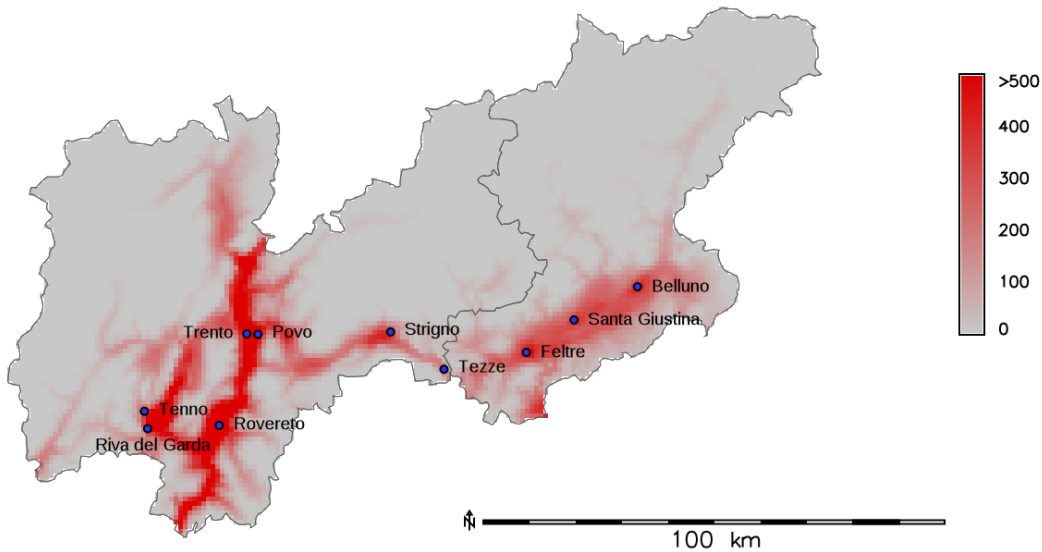 >500
400
300
200
100
0
Belluno
Santa Giustina
Trento
Povo
Strigno
Feltre
Tezze
Tenno
Rovereto
Riva del Garda
N
100 km